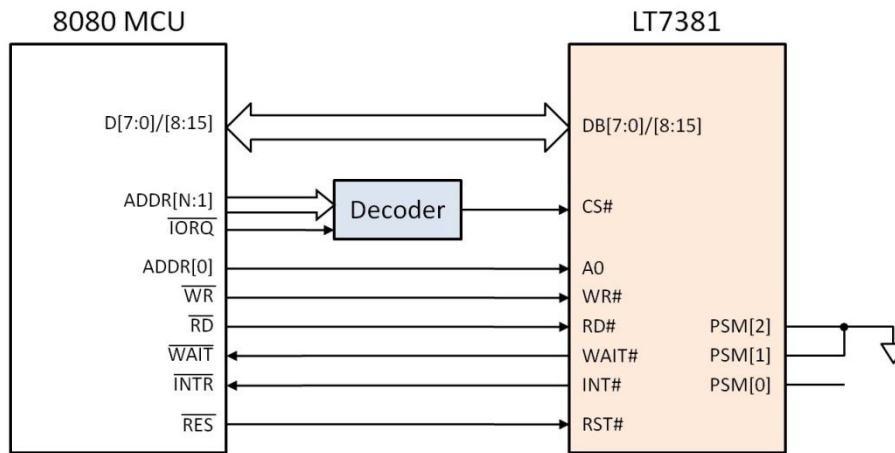 8080 MCU
LT7381
D[7:0]/[8:15]
DB[7:0]/[8:15]
ADDR[N:1]
Decoder
CS#
IORQ
ADDR[0]
A0
WR
WR#
RD
RD#
PSM[2]
WAIT
WAIT#
PSM[1]
INTR
INT#
PSM[0]
RES
RST#